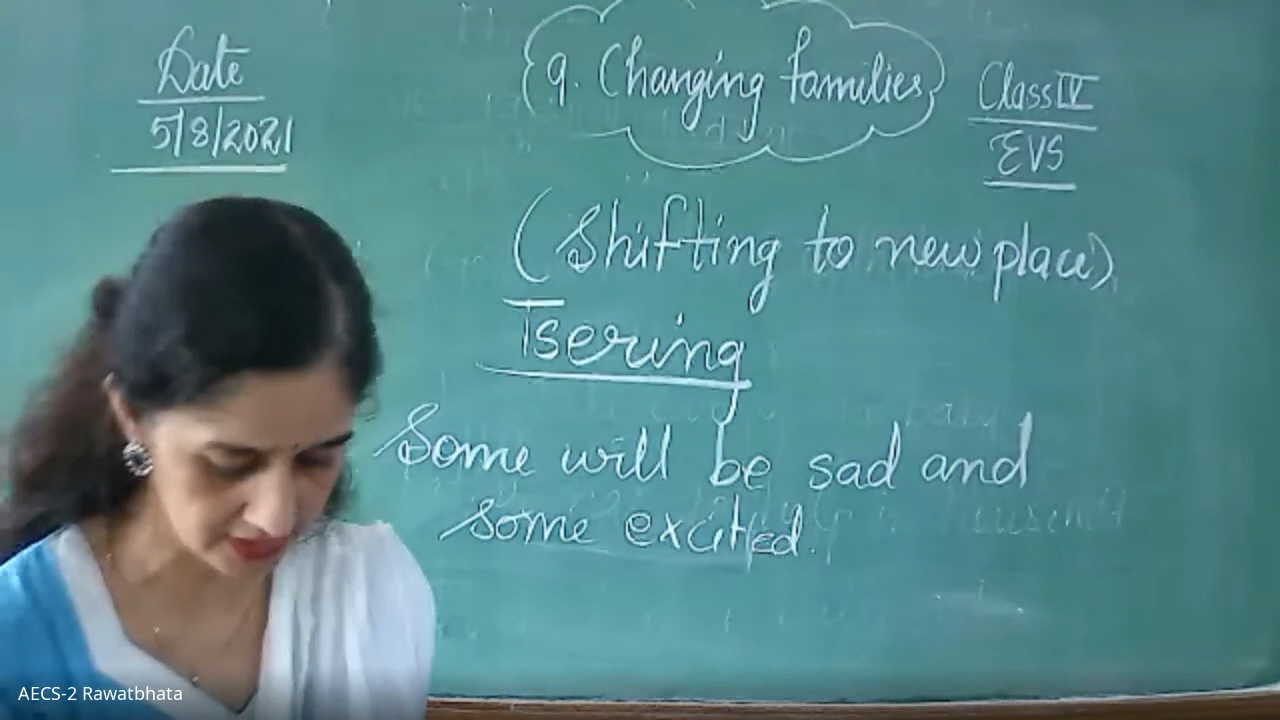 Date
5/8/2021
9. Changing families
Class IV
EVS
(Shifting to new place)
Tsering
Some will be sad and
some excited.
AECS-2 Rawatbhata